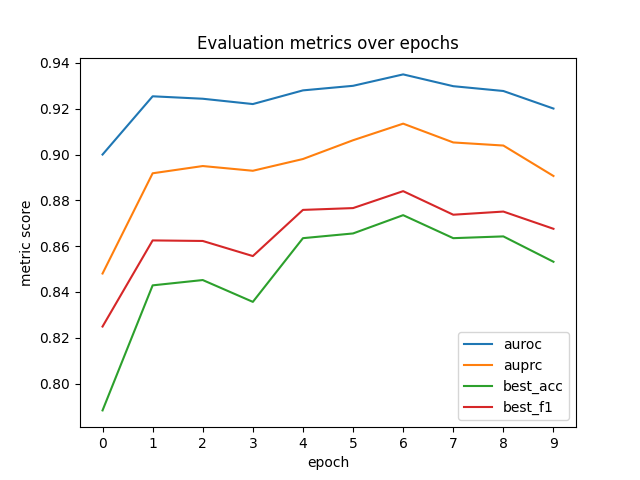 Evaluation metrics over epochs
metric score
0.94
0.92
0.90
0.88
0.86
0.84
0.82
0.80
auroc
auprc
best_acc
best_f1
0 1 2 3 4 5 6 7 8 9
epoch